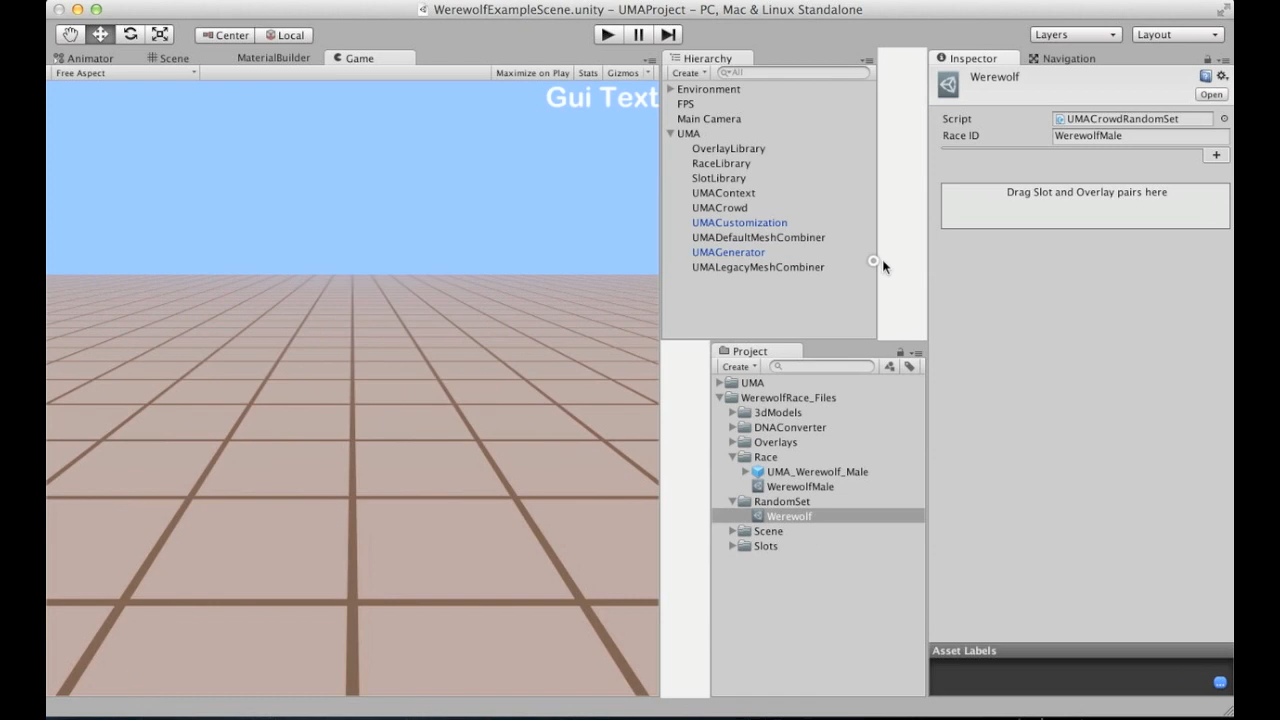 WerewolfExampleScene.unity - UMAProject - PC, Mac & Linux Standalone
Center Local Layers Layout
Animator Scene MaterialBuilder Game
Free Aspect Maximize on Play Stats Gizmos
Gui Text
Hierarchy
Create All
Environment
FPS
Main Camera
UMA
OverlayLibrary
RaceLibrary
SlotLibrary
UMAContext
UMACrowd
UMACustomization
UMADefaultMeshCombiner
UMAGenerator
UMALegacyMeshCombiner
Project
Create
UMA
WerewolfRace_Files
3dModels
DNAConverter
Overlays
Race
UMA_Werewolf_Male
WerewolfMale
RandomSet
Werewolf
Scene
Slots
Inspector Navigation
Werewolf
Open
Script UMACrowdRandomSet
Race ID WerewolfMale
+
Drag Slot and Overlay pairs here
Asset Labels